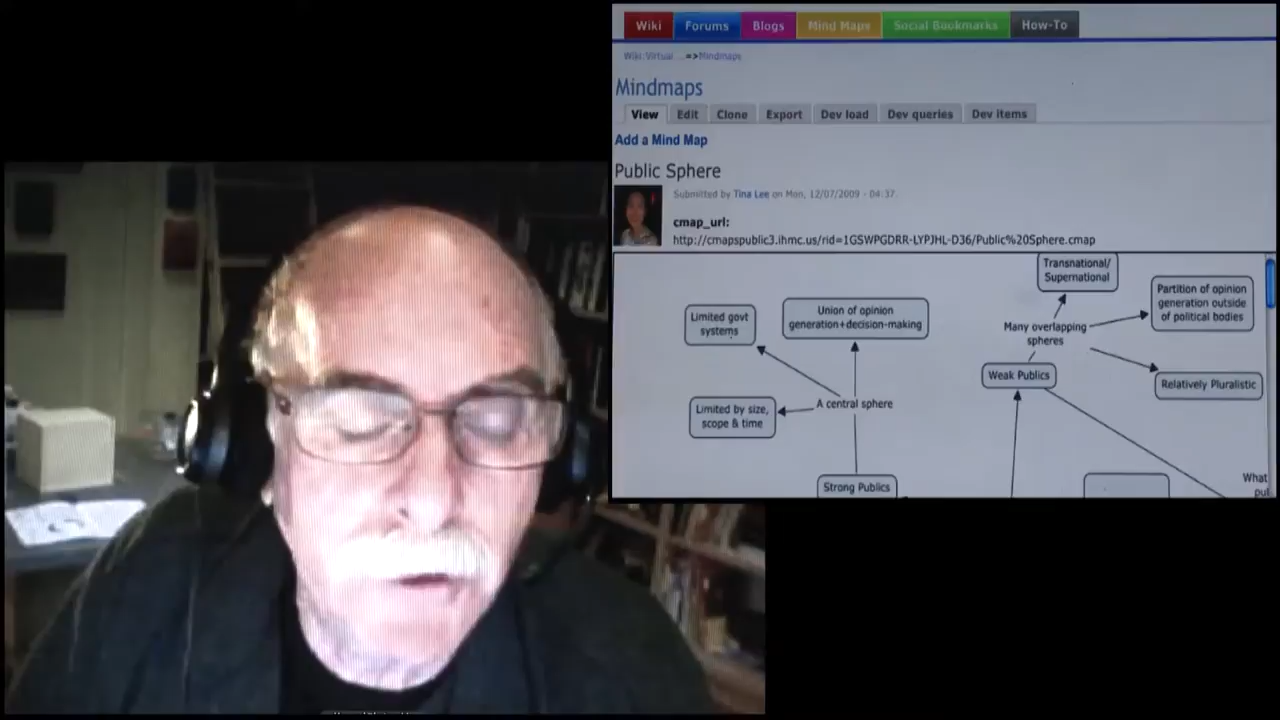 Wiki Forums Blogs Mind Maps Social Bookmarks How-To
Wiki: Virtual ... =>Mindmaps
Mindmaps
View Edit Clone Export Dev load Dev queries Dev items
Add a Mind Map
Public Sphere
Submitted by Tina Lee on Mon, 12/07/2009 - 04:37.
cmap_url:
http://cmapspublic3.ihmc.us/rid=1GSWPGDRR-LYPJHL-D36/Public%20Sphere.cmap
Transnational/
Supernational
Partition of opinion
generation outside
of political bodies
Limited govt
systems
Union of opinion
generation+decision-making
Many overlapping
spheres
Weak Publics
Relatively Pluralistic
Limited by size,
scope & time
A central sphere
Strong Publics
What